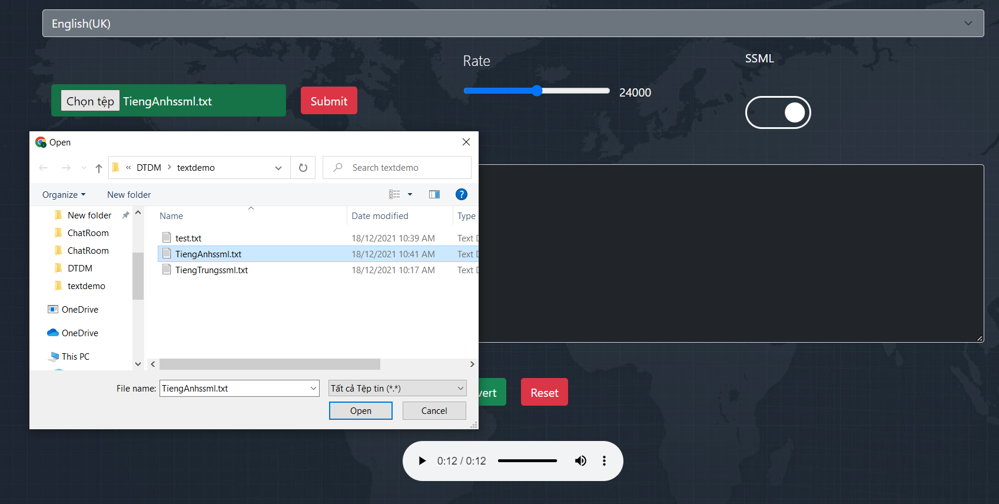 English(UK)
Rate
SSML
24000
Chọn tệp TiengAnhssml.txt
Submit
Open
« DTDM > textdemo
Search textdemo
Organize
New folder
?
Name
Date modified
Type
New folder
ChatRoom
ChatRoom
DTDM
textdemo
OneDrive
OneDrive
This PC
test.txt 18/12/2021 10:39 AM Text
TiengAnhssml.txt 18/12/2021 10:41 AM Text
TiengTrungssml.txt 18/12/2021 10:17 AM Text
File name: TiengAnhssml.txt
Tất cả Tệp tin (*.*)
Open
Cancel
vert
Reset
0:12 / 0:12